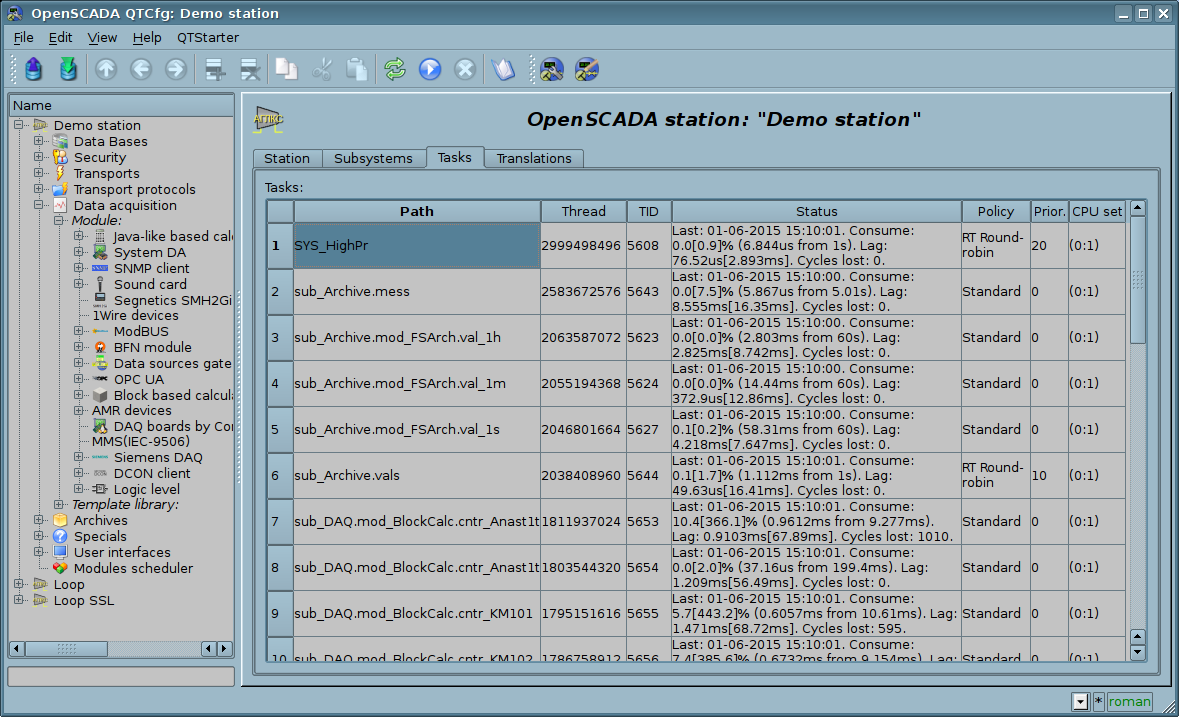 OpenSCADA QTCfg: Demo station
File Edit View Help QTStarter
Name
Demo station
Data Bases
Security
Transports
Transport protocols
Data acquisition
Module:
Java-like based cal
System DA
SNMP client
Sound card
Segnetics SMH2Gi
1Wire devices
ModBUS
BFN module
Data sources gate
OPC UA
Block based calcula
AMR devices
DAQ boards by Co
MMS(IEC-9506)
Siemens DAQ
DCON client
Logic level
Template library:
Archives
Specials
User interfaces
Modules scheduler
Loop
Loop SSL
OpenSCADA station: "Demo station"
Station Subsystems Tasks Translations
Tasks:
Path Thread TID Status Policy Prior. CPU set
1 SYS_HighPr 2999498496 5608 Last: 01-06-2015 15:10:01. Consume:
0.0[0.9]% (6.844us from 1s). Lag:
76.52us[2.893ms]. Cycles lost: 0.
RT Round-
robin
20 (0:1)
2 sub_Archive.mess 2583672576 5643 Last: 01-06-2015 15:10:00. Consume:
0.0[7.5]% (5.867us from 5.01s). Lag:
8.555ms[16.35ms]. Cycles lost: 0.
Standard 0 (0:1)
3 sub_Archive.mod_FSArch.val_1h 2063587072 5623 Last: 01-06-2015 15:10:00. Consume:
0.0[0.0]% (2.803ms from 60s). Lag:
2.825ms[8.742ms]. Cycles lost: 0.
Standard 0 (0:1)
4 sub_Archive.mod_FSArch.val_1m 2055194368 5624 Last: 01-06-2015 15:10:00. Consume:
0.0[0.0]% (14.44ms from 60s). Lag:
372.9us[12.86ms]. Cycles lost: 0.
Standard 0 (0:1)
5 sub_Archive.mod_FSArch.val_1s 2046801664 5627 Last: 01-06-2015 15:10:00. Consume:
0.1[0.2]% (58.31ms from 60s). Lag:
4.218ms[7.647ms]. Cycles lost: 0.
Standard 0 (0:1)
6 sub_Archive.vals 2038408960 5644 Last: 01-06-2015 15:10:01. Consume:
0.1[1.7]% (1.112ms from 1s). Lag:
49.63us[16.41ms]. Cycles lost: 0.
RT Round-
robin
10 (0:1)
7 sub_DAQ.mod_BlockCalc.cntr_Anast1t 1811937024 5653 Last: 01-06-2015 15:10:01. Consume:
10.4[366.1]% (0.9612ms from 9.277ms).
Lag: 0.9103ms[67.89ms]. Cycles lost: 1010.
Standard 0 (0:1)
8 sub_DAQ.mod_BlockCalc.cntr_Anast1t 1803544320 5654 Last: 01-06-2015 15:10:01. Consume:
0.0[2.0]% (37.16us from 199.4ms). Lag:
1.209ms[56.49ms]. Cycles lost: 0.
Standard 0 (0:1)
9 sub_DAQ.mod_BlockCalc.cntr_KM101 1795151616 5655 Last: 01-06-2015 15:10:01. Consume:
5.7[443.2]% (0.6057ms from 10.61ms). Lag:
1.471ms[68.72ms]. Cycles lost: 595.
Standard 0 (0:1)
10 sub_DAQ.mod_BlockCalc.cntr_KM102 1786758912 5656 Last: 01-06-2015 15:10:01. Consume:
7.4[385.6]% (0.6732ms from 9.154ms). Lag:
Standard 0 (0:1)
* roman